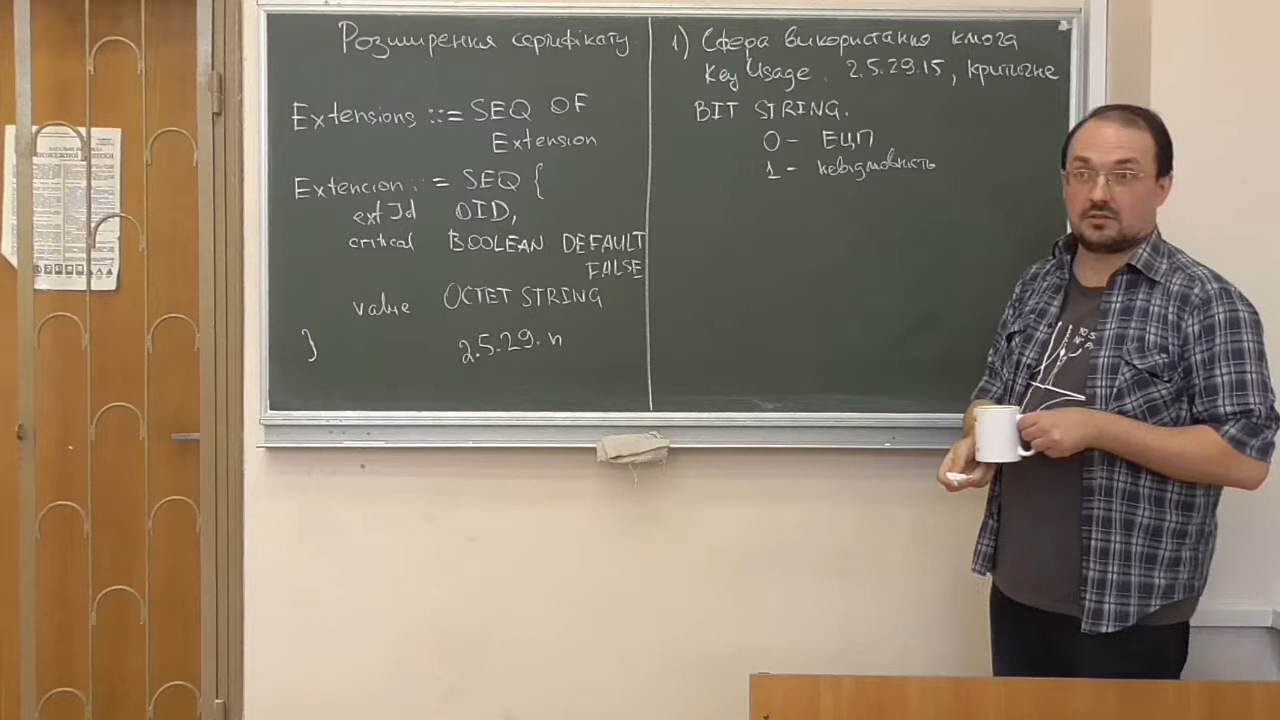 Розширення сертифікату
Extensions ::= SEQ OF
Extension
Extencion ::= SEQ {
extId OID,
critical BOOLEAN DEFAULT
FALSE
value OCTET STRING
}
2.5.29.n
1) Сфера використання ключа
Key Usage. 2.5.29.15, критичне
BIT STRING.
0 - ЕЦП
1 - невідмовність